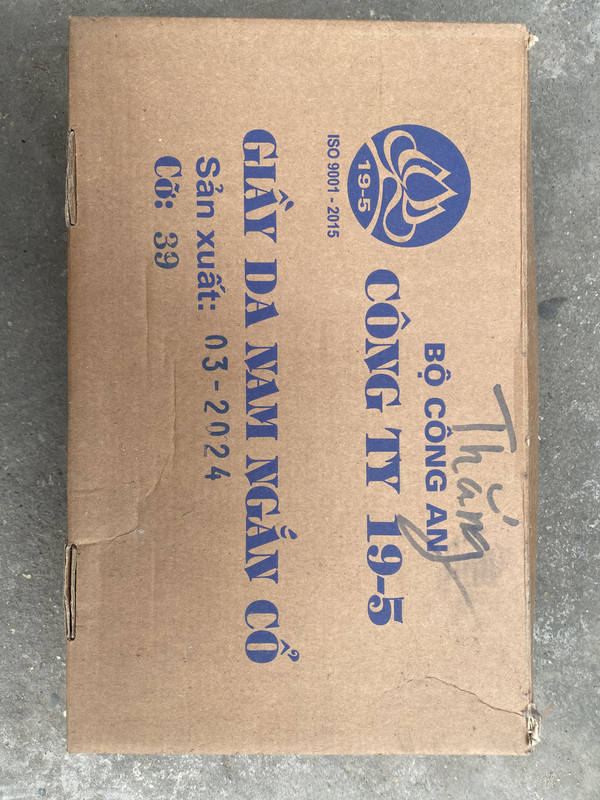 BỘ CÔNG AN
Thắng
CÔNG TY 19-5
19-5
ISO 9001 - 2015
GIẦY DA NAM NGẮN CỔ
Sản xuất: 03-2024
Cỡ: 39